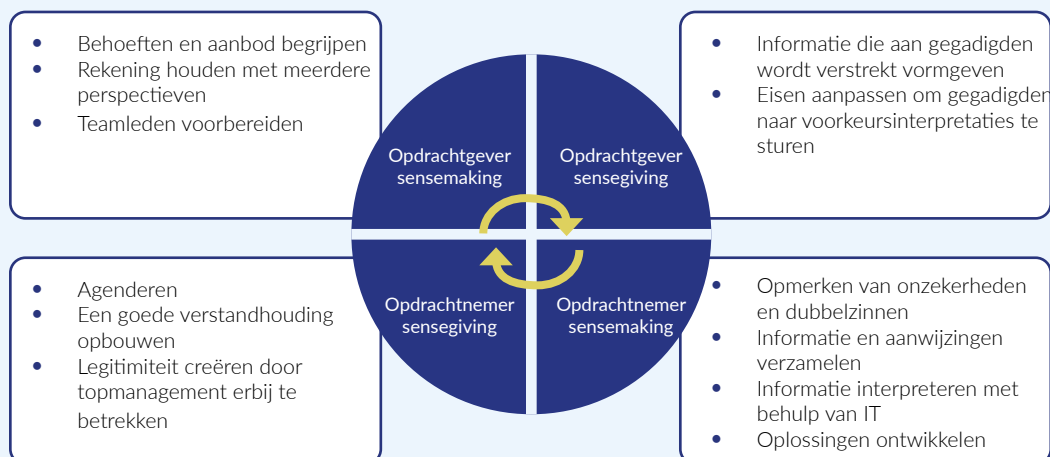 • Behoeften en aanbod begrijpen
• Rekening houden met meerdere
perspectieven
• Teamleden voorbereiden
• Informatie die aan gegadigden
wordt verstrekt vormgeven
• Eisen aanpassen om gegadigden
naar voorkeursinterpretaties te
sturen
Opdrachtgever
sensemaking
Opdrachtgever
sensegiving
Opdrachtnemer
sensegiving
Opdrachtnemer
sensemaking
• Agenderen
• Een goede verstandhouding
opbouwen
• Legitimiteit creëren door
topmanagement erbij te
betrekken
• Opmerken van onzekerheden
en dubbelzinnen
• Informatie en aanwijzingen
verzamelen
• Informatie interpreteren met
behulp van IT
• Oplossingen ontwikkelen